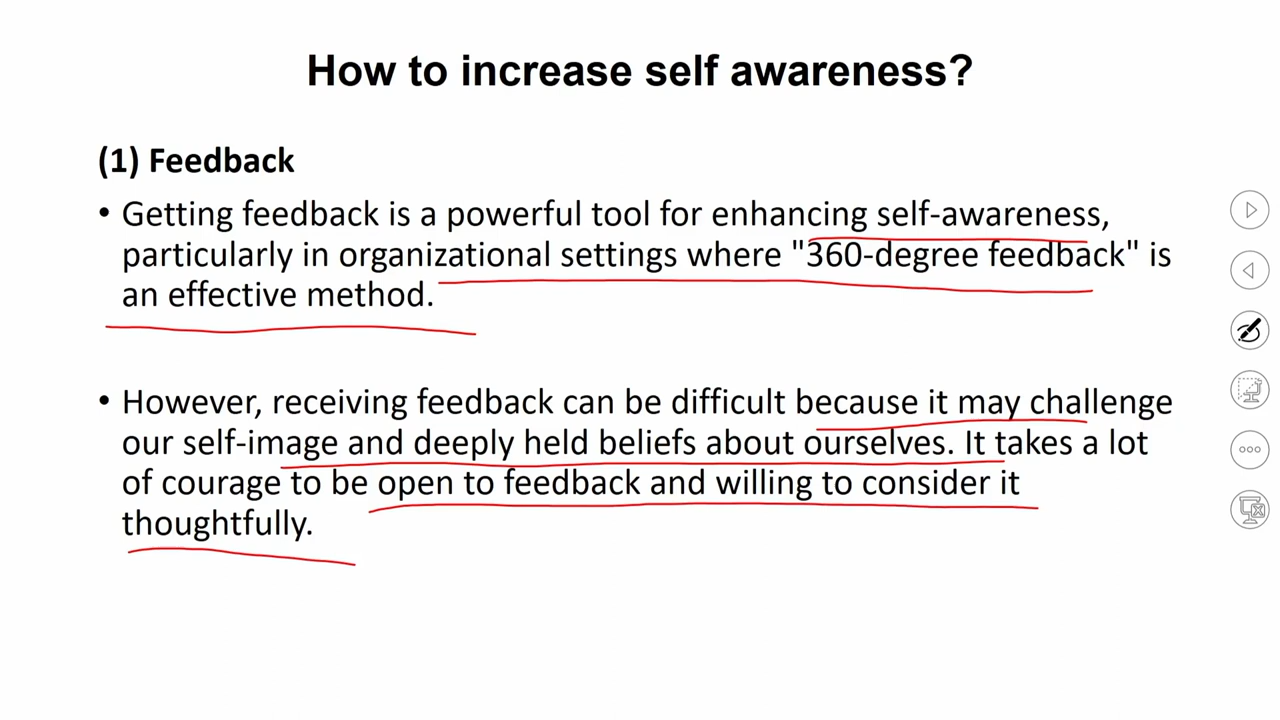 How to increase self awareness?
(1) Feedback
• Getting feedback is a powerful tool for enhancing self-awareness,
particularly in organizational settings where "360-degree feedback" is
an effective method.
• However, receiving feedback can be difficult because it may challenge
our self-image and deeply held beliefs about ourselves. It takes a lot
of courage to be open to feedback and willing to consider it
thoughtfully.